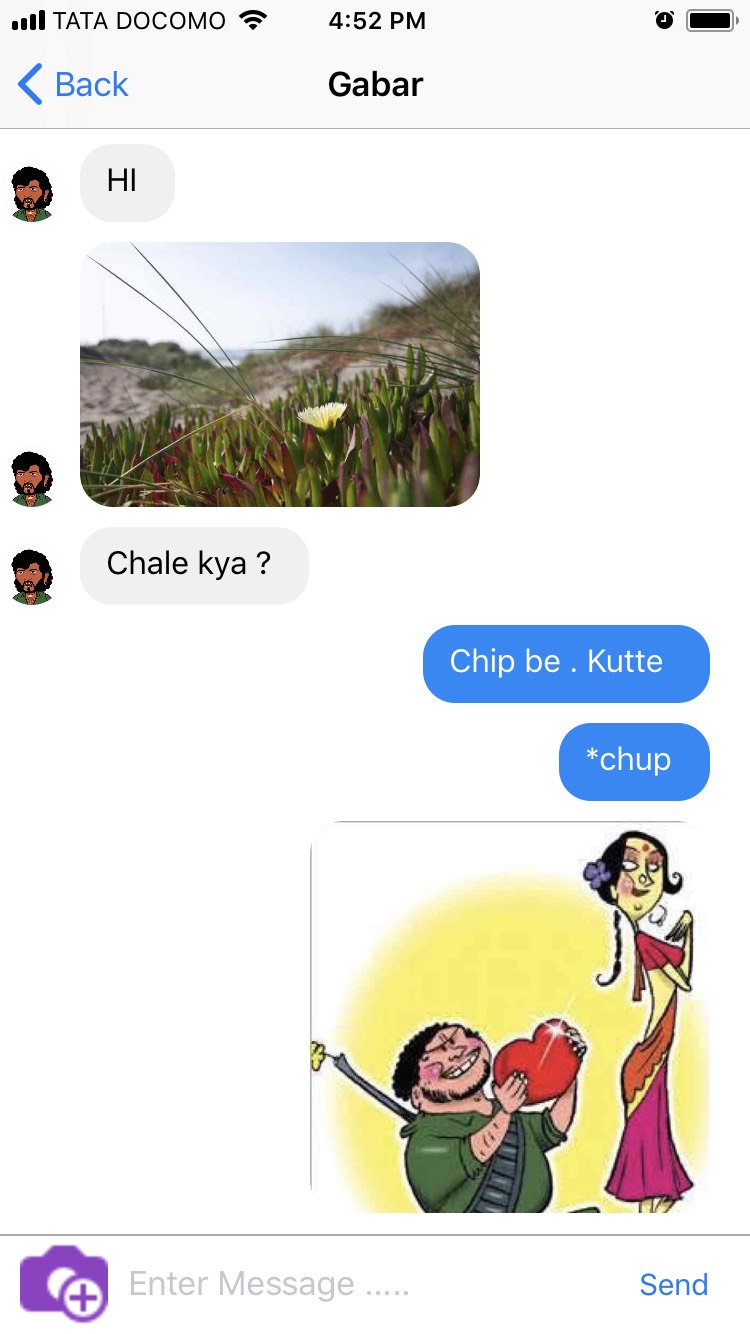 TATA DOCOMO 4:52 PM
Back Gabar
HI
Chale kya ?
Chip be . Kutte
*chup
Enter Message ..... Send